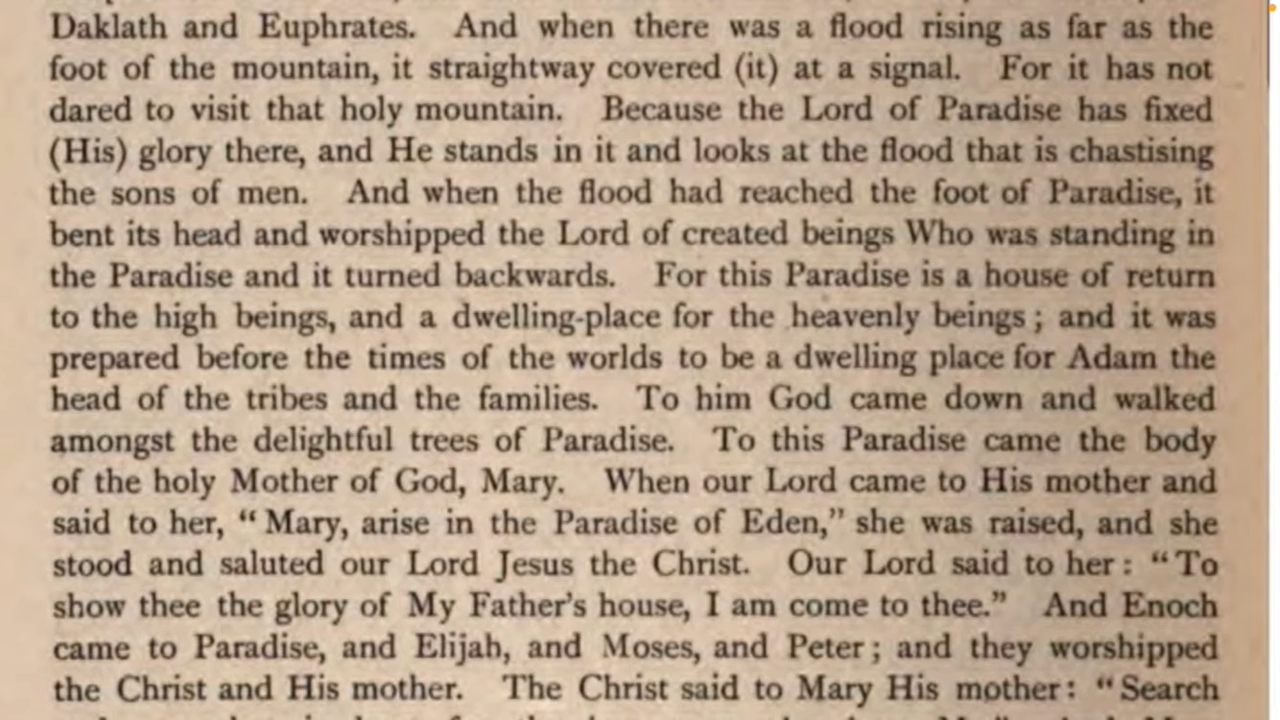 Daklath and Euphrates. And when there was a flood rising as far as the
foot of the mountain, it straightway covered (it) at a signal. For it has not
dared to visit that holy mountain. Because the Lord of Paradise has fixed
(His) glory there, and He stands in it and looks at the flood that is chastising
the sons of men. And when the flood had reached the foot of Paradise, it
bent its head and worshipped the Lord of created beings Who was standing in
the Paradise and it turned backwards. For this Paradise is a house of return
to the high beings, and a dwelling-place for the heavenly beings; and it was
prepared before the times of the worlds to be a dwelling place for Adam the
head of the tribes and the families. To him God came down and walked
amongst the delightful trees of Paradise. To this Paradise came the body
of the holy Mother of God, Mary. When our Lord came to His mother and
said to her, “Mary, arise in the Paradise of Eden,” she was raised, and she
stood and saluted our Lord Jesus the Christ. Our Lord said to her: “To
show thee the glory of My Father’s house, I am come to thee.” And Enoch
came to Paradise, and Elijah, and Moses, and Peter; and they worshipped
the Christ and His mother. The Christ said to Mary His mother: “Search